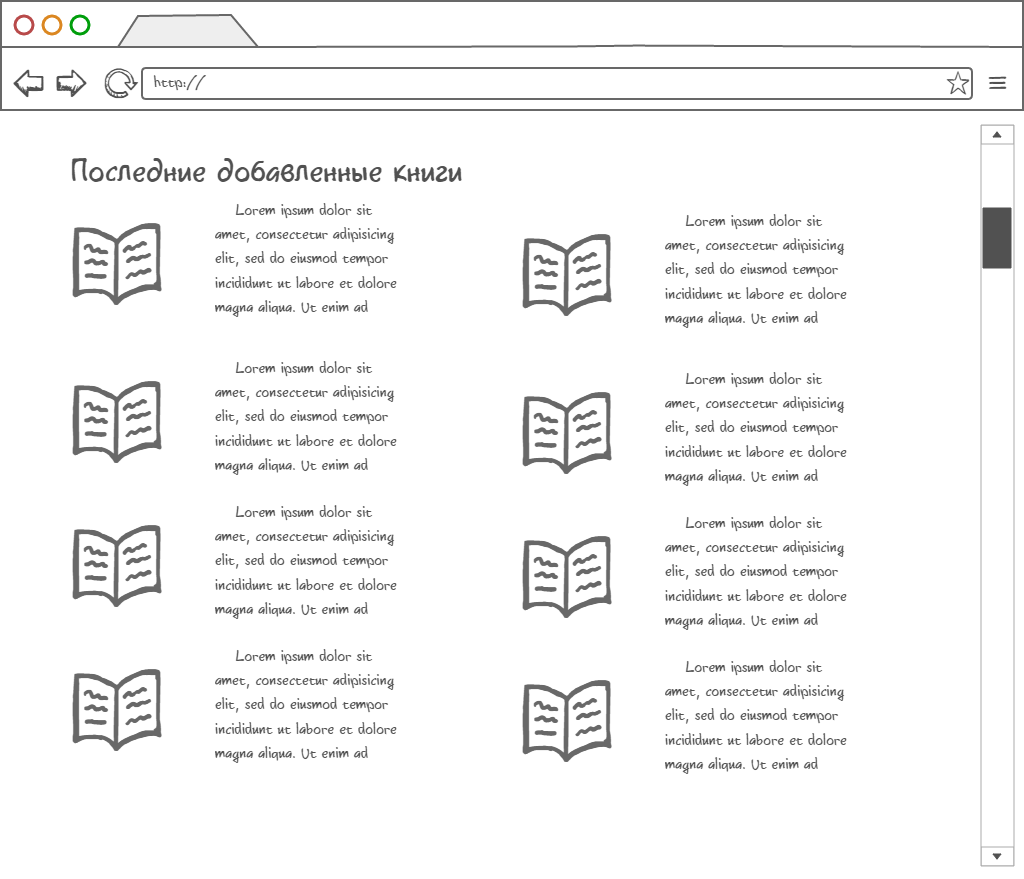 http://
Последние добавленные книги
Lorem ipsum dolor sit
amet, consectetur adipisicing
elit, sed do eiusmod tempor
incididunt ut labore et dolore
magna aliqua. Ut enim ad
Lorem ipsum dolor sit
amet, consectetur adipisicing
elit, sed do eiusmod tempor
incididunt ut labore et dolore
magna aliqua. Ut enim ad
Lorem ipsum dolor sit
amet, consectetur adipisicing
elit, sed do eiusmod tempor
incididunt ut labore et dolore
magna aliqua. Ut enim ad
Lorem ipsum dolor sit
amet, consectetur adipisicing
elit, sed do eiusmod tempor
incididunt ut labore et dolore
magna aliqua. Ut enim ad
Lorem ipsum dolor sit
amet, consectetur adipisicing
elit, sed do eiusmod tempor
incididunt ut labore et dolore
magna aliqua. Ut enim ad
Lorem ipsum dolor sit
amet, consectetur adipisicing
elit, sed do eiusmod tempor
incididunt ut labore et dolore
magna aliqua. Ut enim ad
Lorem ipsum dolor sit
amet, consectetur adipisicing
elit, sed do eiusmod tempor
incididunt ut labore et dolore
magna aliqua. Ut enim ad
Lorem ipsum dolor sit
amet, consectetur adipisicing
elit, sed do eiusmod tempor
incididunt ut labore et dolore
magna aliqua. Ut enim ad